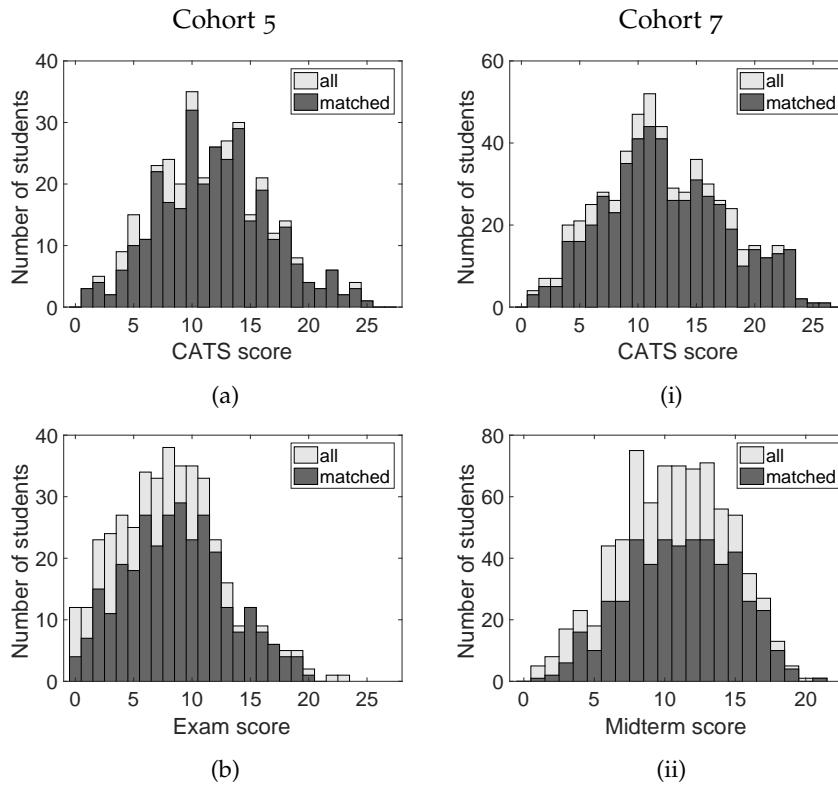 Cohort 5
Cohort 7
40
30
20
10
0
Number of students
all
matched
0 5 10 15 20 25
CATS score
(a)
60
40
20
0
Number of students
all
matched
0 5 10 15 20 25
CATS score
(i)
40
30
20
10
0
Number of students
all
matched
0 5 10 15 20 25
Exam score
(b)
80
60
40
20
0
Number of students
all
matched
0 5 10 15 20
Midterm score
(ii)